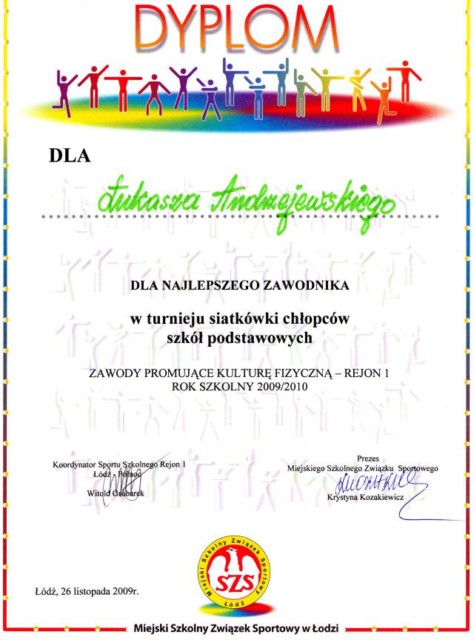 DYPLOM
DLA
Łukasza Andrzejewskiego
DLA NAJLEPSZEGO ZAWODNIKA
w turnieju siatkówki chłopców
szkół podstawowych
ZAWODY PROMUJĄCE KULTURĘ FIZYCZNĄ – REJON 1
ROK SZKOLNY 2009/2010
Koordynator Sportu Szkolnego Rejon 1
Łódź - Północ
Witold Grabarek
Prezes
Miejskiego Szkolnego Związku Sportowego
Krystyna Kozakiewicz
Miejski Szkolny Związek Sportowy
SZS
Łódź
Łódź, 26 listopada 2009r.
Miejski Szkolny Związek Sportowy w Łodzi